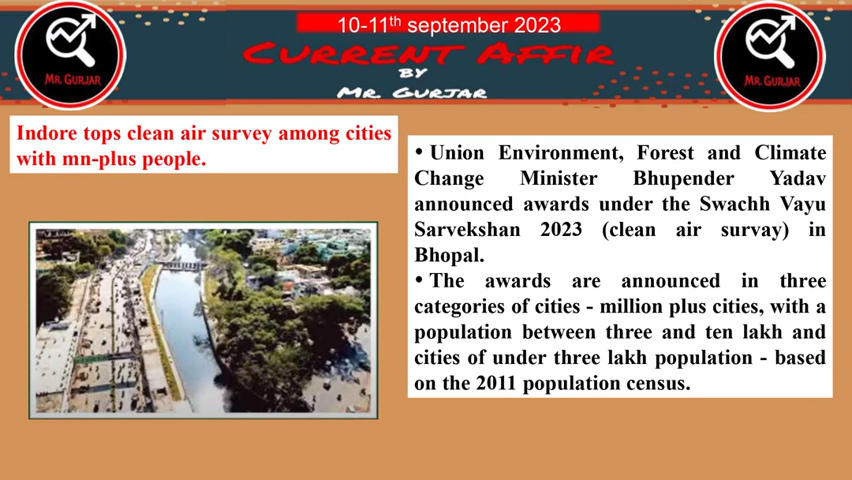 10-11th september 2023
CURRENT AFFIR
BY
MR. GURJAR
MR. GURJAR
MR. GURJAR
Indore tops clean air survey among cities
with mn-plus people.
• Union Environment, Forest and Climate
Change Minister Bhupender Yadav
announced awards under the Swachh Vayu
Sarvekshan 2023 (clean air survay) in
Bhopal.
• The awards are announced in three
categories of cities - million plus cities, with a
population between three and ten lakh and
cities of under three lakh population - based
on the 2011 population census.